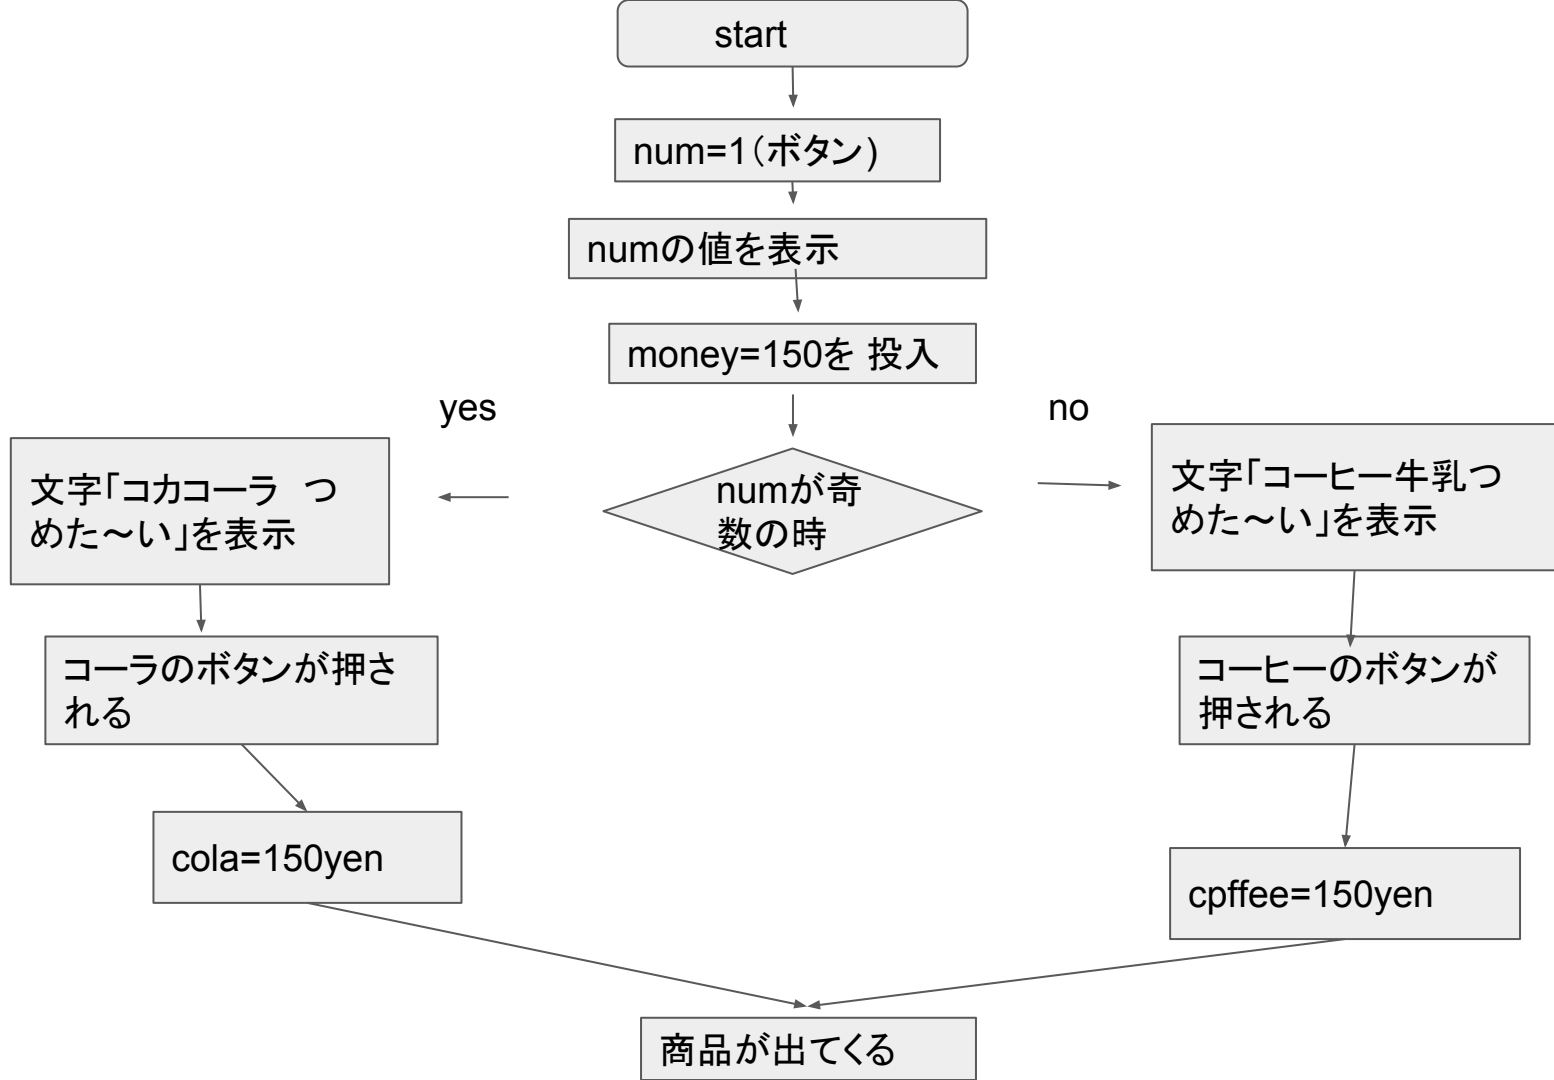 start
num=1（ボタン)
numの値を表示
money=150を 投入
yes
no
文字「コカコーラ　つ
めた～い」を表示
numが奇
数の時
文字「コーヒー牛乳つ
めた～い」を表示
コーラのボタンが押さ
れる
コーヒーのボタンが
押される
cola=150yen
cpffee=150yen
商品が出てくる